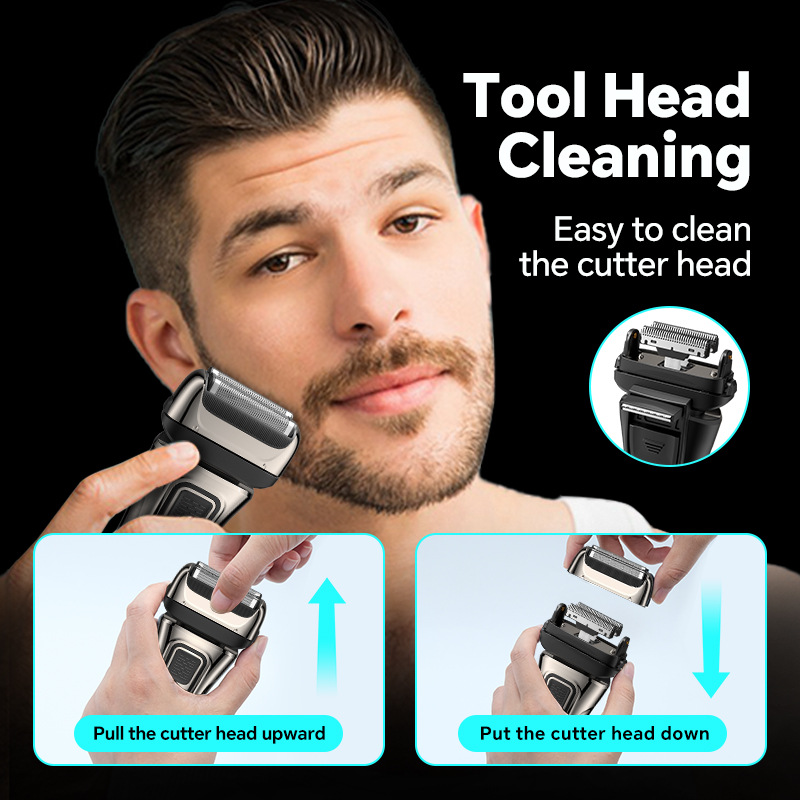 Tool Head
Cleaning
Easy to clean
the cutter head
Pull the cutter head upward
Put the cutter head down